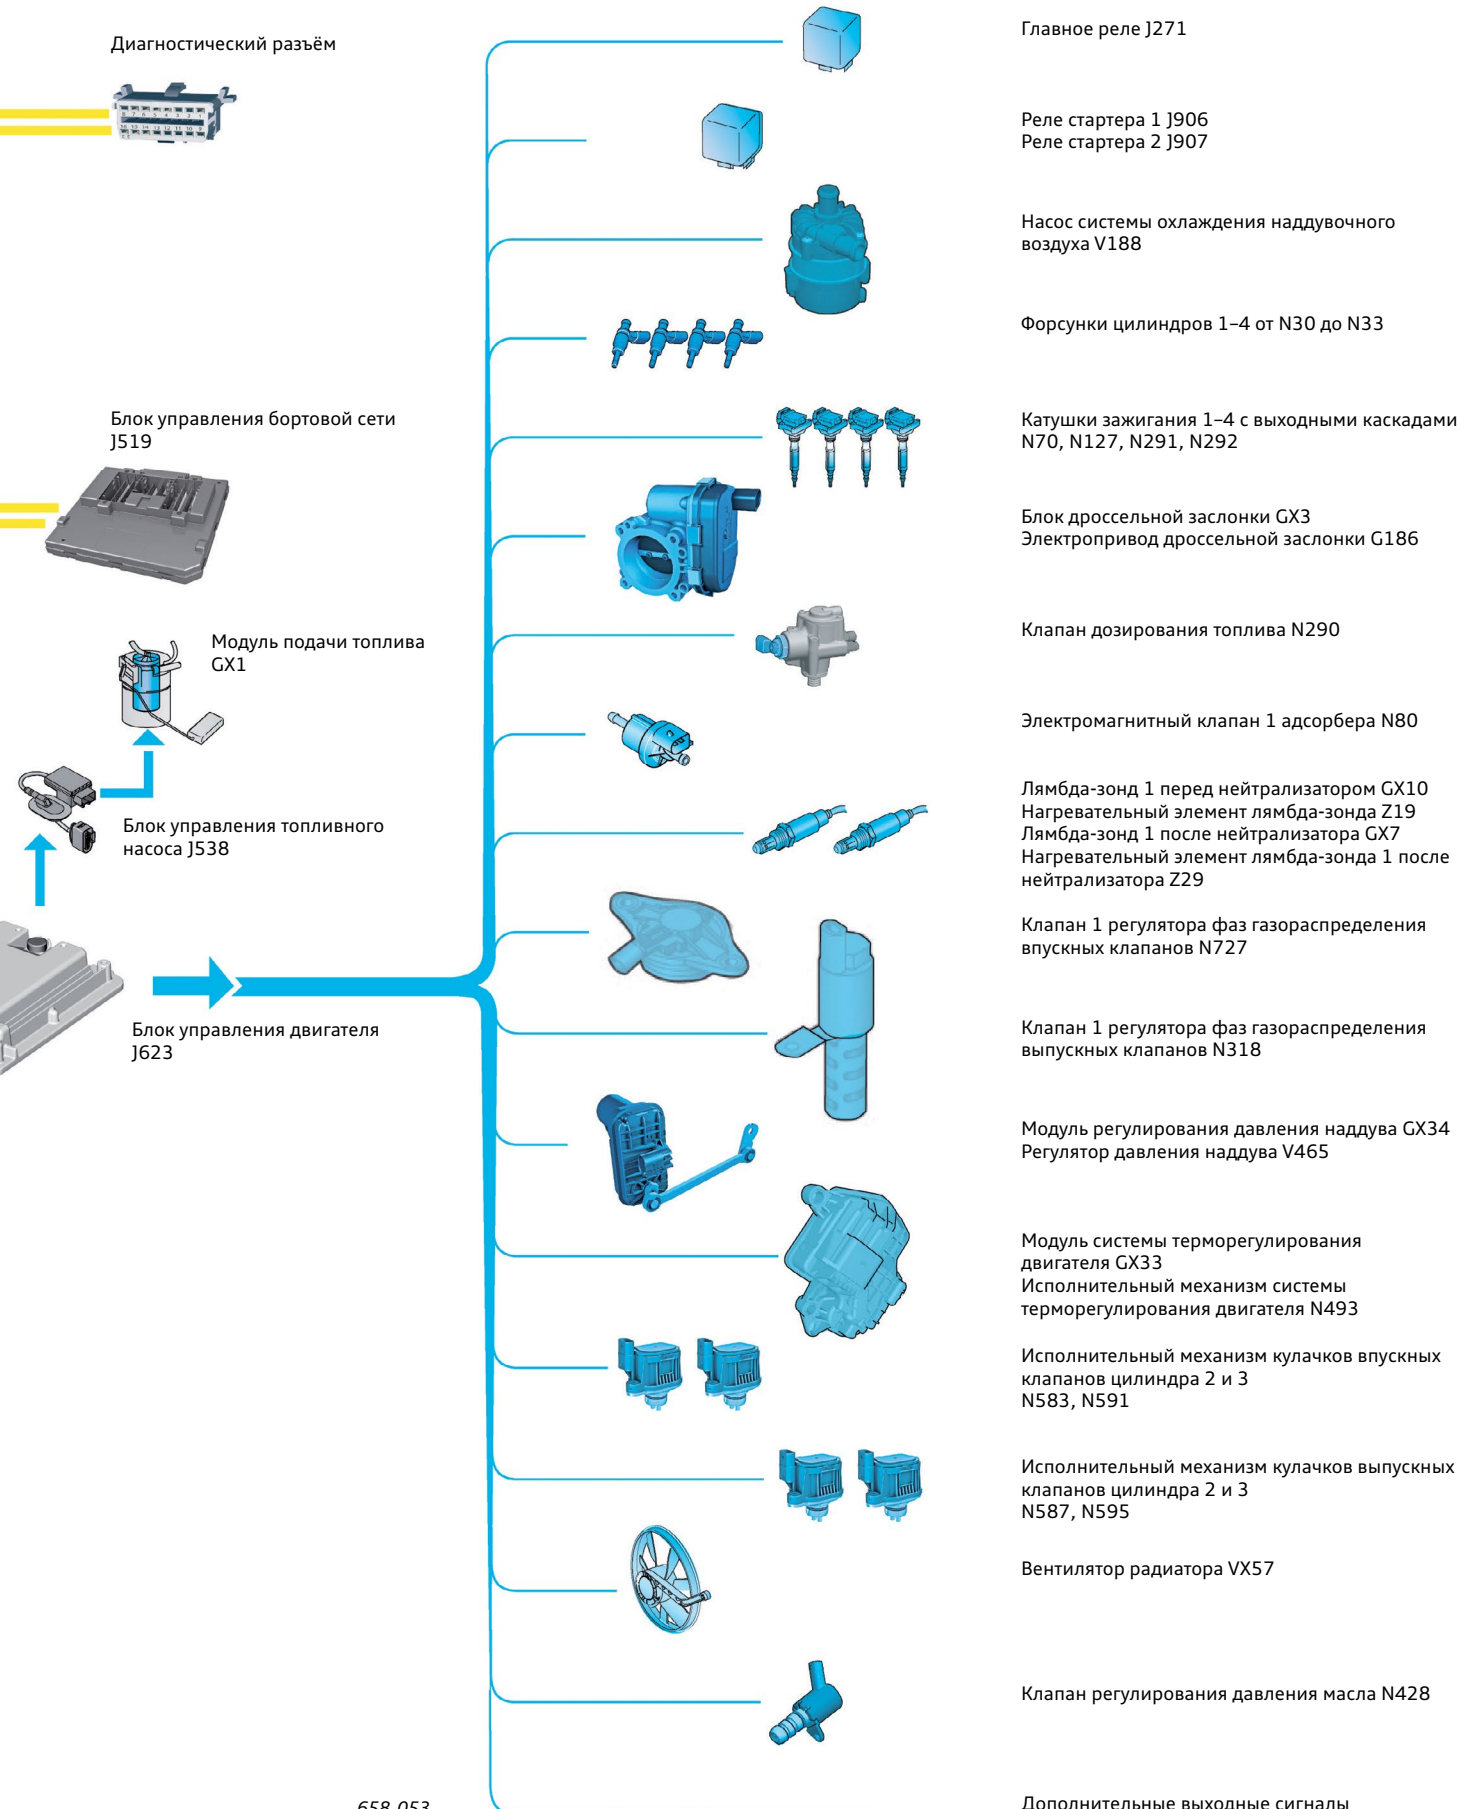 Диагностический разъём
Блок управления бортовой сети
J519
Модуль подачи топлива
GX1
Блок управления топливного
насоса J538
Блок управления двигателя
J623
Главное реле J271
Реле стартера 1 J906
Реле стартера 2 J907
Насос системы охлаждения наддувочного
воздуха V188
Форсунки цилиндров 1–4 от N30 до N33
Катушки зажигания 1–4 с выходными каскадами
N70, N127, N291, N292
Блок дроссельной заслонки GX3
Электропривод дроссельной заслонки G186
Клапан дозирования топлива N290
Электромагнитный клапан 1 адсорбера N80
Лямбда-зонд 1 перед нейтрализатором GX10
Нагревательный элемент лямбда-зонда Z19
Лямбда-зонд 1 после нейтрализатора GX7
Нагревательный элемент лямбда-зонда 1 после
нейтрализатора Z29
Клапан 1 регулятора фаз газораспределения
впускных клапанов N727
Клапан 1 регулятора фаз газораспределения
выпускных клапанов N318
Модуль регулирования давления наддува GX34
Регулятор давления наддува V465
Модуль системы терморегулирования
двигателя GX33
Исполнительный механизм системы
терморегулирования двигателя N493
Исполнительный механизм кулачков впускных
клапанов цилиндра 2 и 3
N583, N591
Исполнительный механизм кулачков выпускных
клапанов цилиндра 2 и 3
N587, N595
Вентилятор радиатора VX57
Клапан регулирования давления масла N428
Дополнительные выходные сигналы
658_053